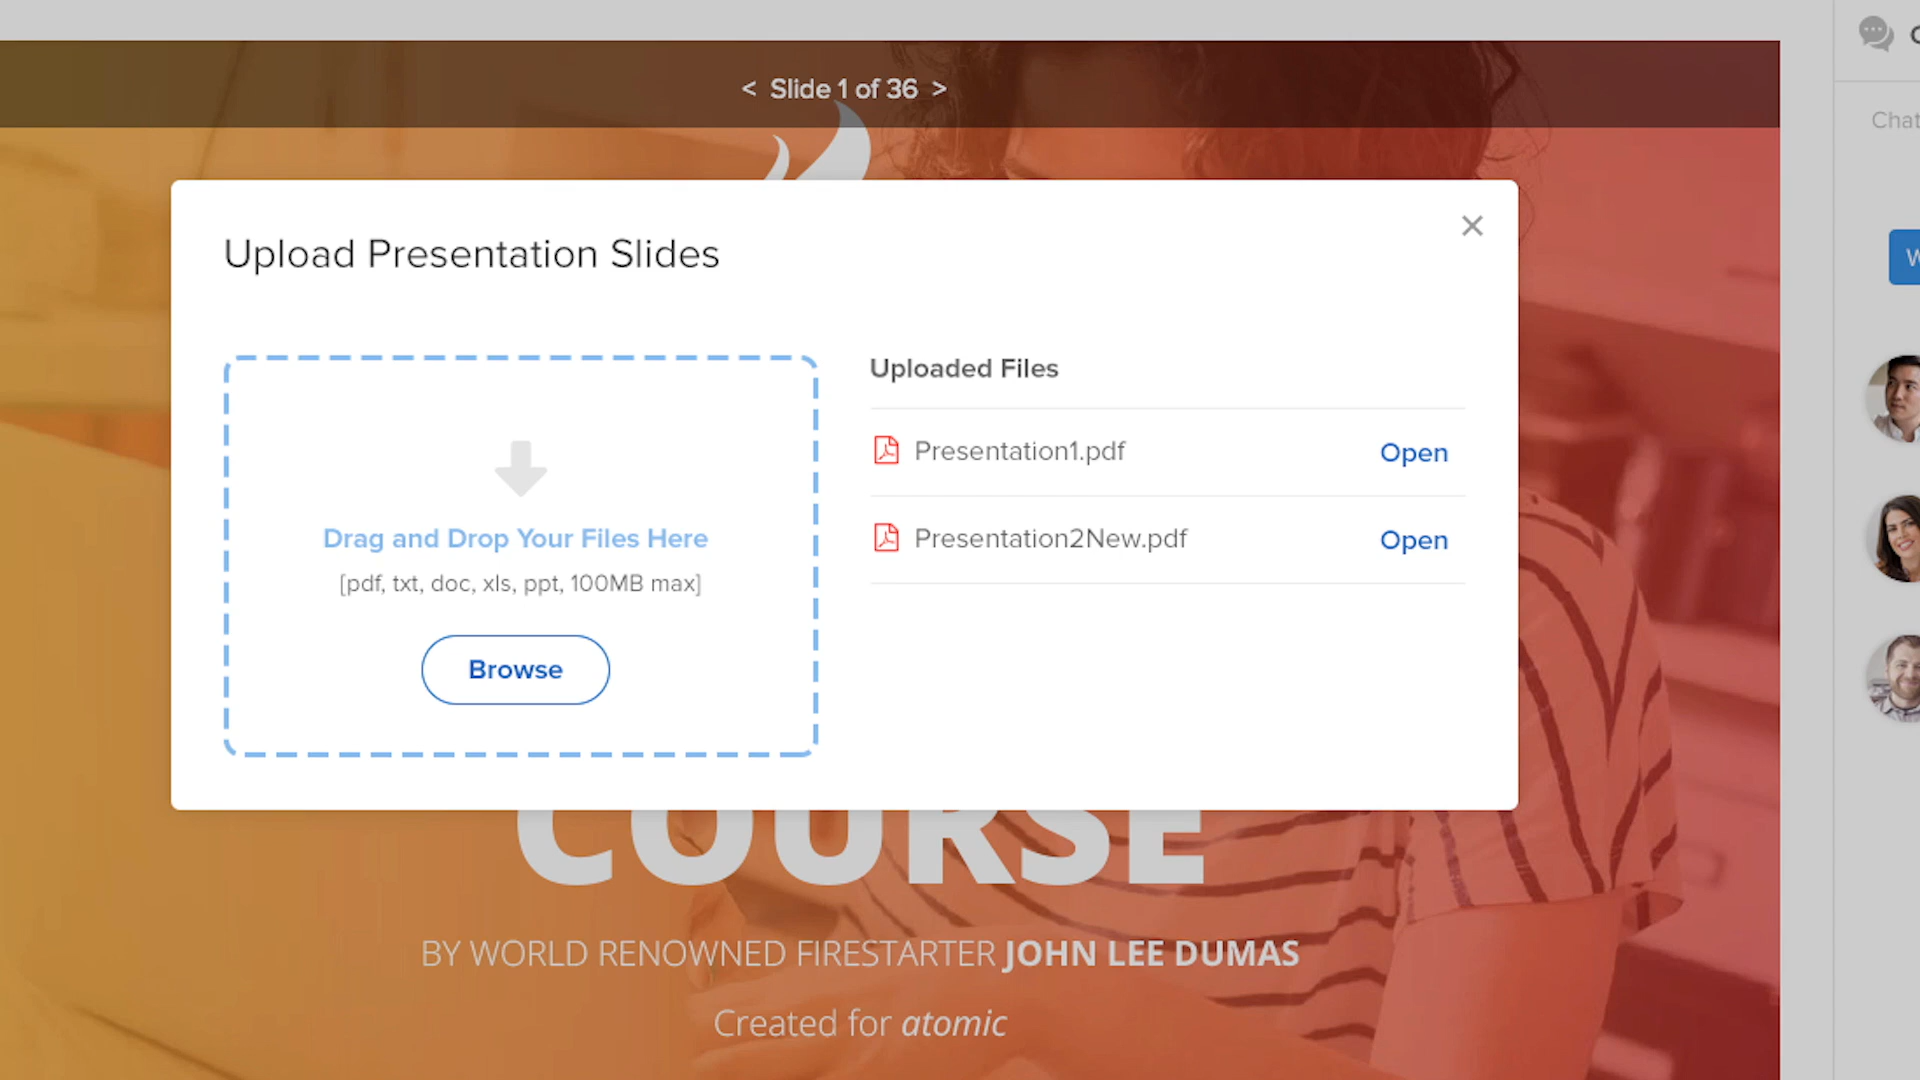 < Slide 1 of 36 >
Chat
Upload Presentation Slides
Drag and Drop Your Files Here
[pdf, txt, doc, xls, ppt, 100MB max]
Browse
Uploaded Files
Presentation1.pdf Open
Presentation2New.pdf Open
COURSE
BY WORLD RENOWNED FIRESTARTER JOHN LEE DUMAS
Created for atomic